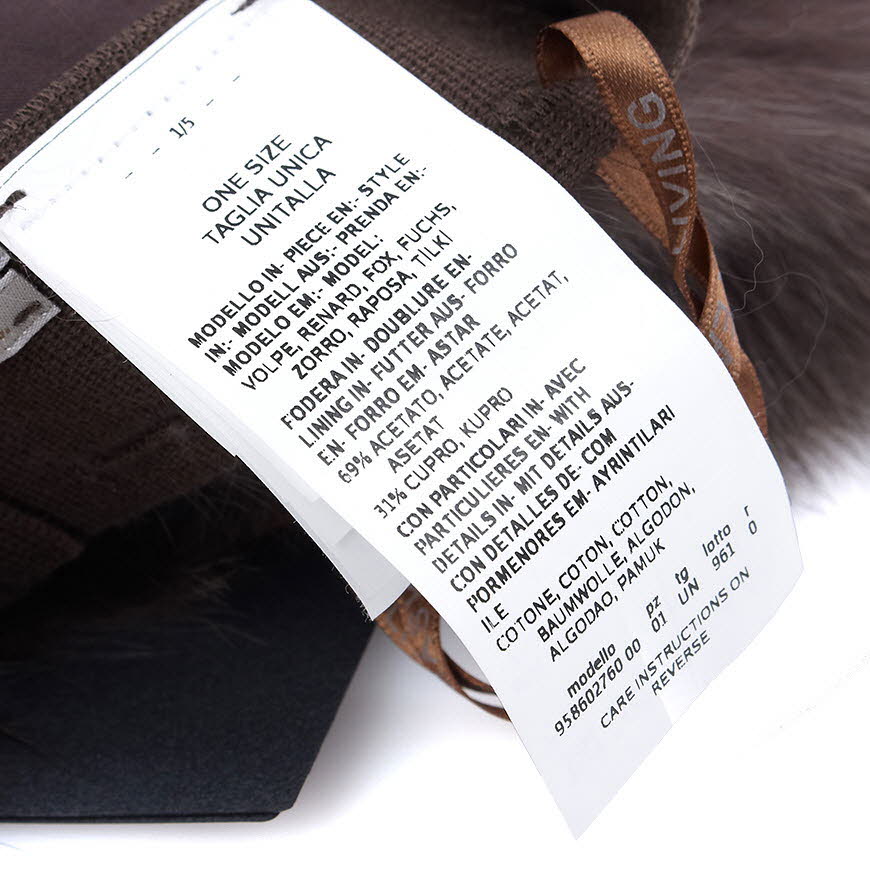 1/5
ONE SIZE
TAGLIA UNICA
UNITALLA
MODELLO IN- PIECE EN:- STYLE
IN:- MODELL AUS:- PRENDA EN:-
MODELO EM:- MODEL:
VOLPE, RENARD, FOX, FUCHS,
ZORRO, RAPOSA, TİLKİ
FODERA IN- DOUBLURE EN-
LINING IN- FUTTER AUS- FORRO
EN- FORRO EM- ASTAR
69% ACETATO, ACETATE, ACETAT,
ASETAT
31% CUPRO, KUPRO
CON PARTICOLARI IN- AVEC
PARTICULIERES EN- WITH
DETAILS IN- MIT DETAILS AUS-
CON DETALLES DE- COM
PORMENORES EM- AYRINTILARI
ILE
COTONE, COTON, COTTON,
BAUMWOLLE, ALGODON,
ALGODAO, PAMUK
modello pz tg lotto r
958602760 00 01 UN 961 0
CARE INSTRUCTIONS ON
REVERSE
LIVING